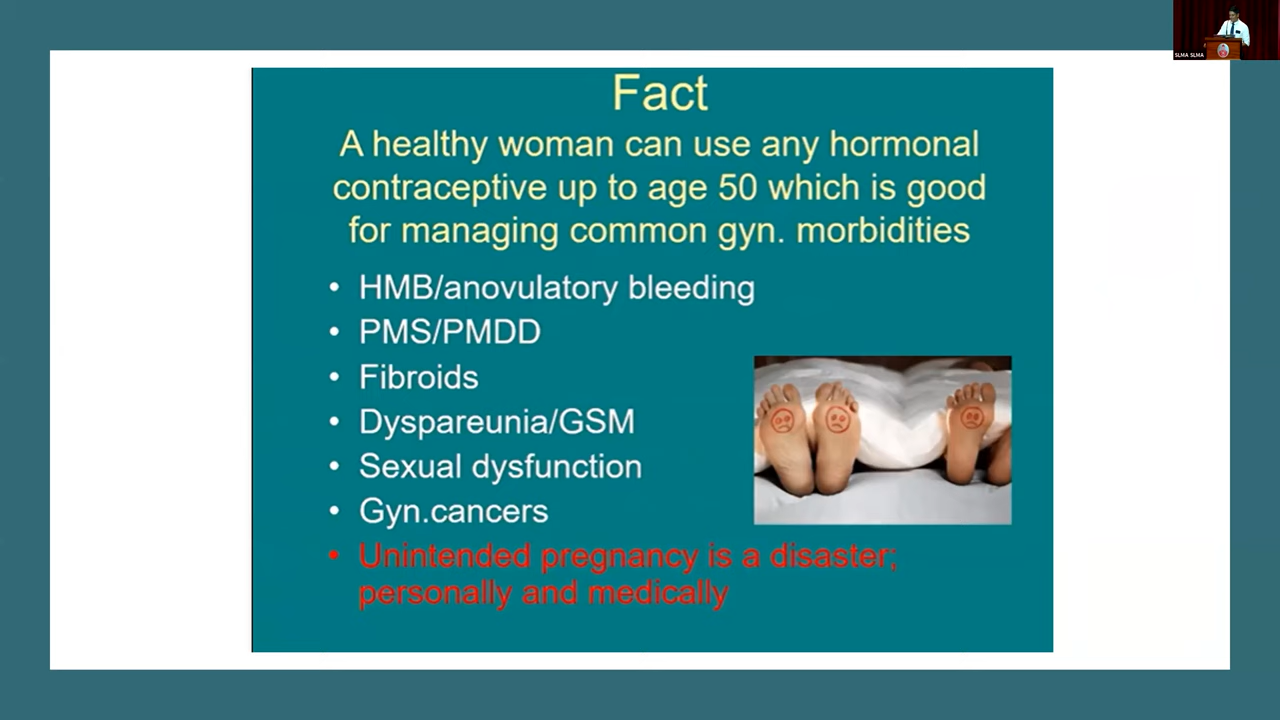 SLMA SLMA
Fact
A healthy woman can use any hormonal
contraceptive up to age 50 which is good
for managing common gyn. morbidities
• HMB/anovulatory bleeding
• PMS/PMDD
• Fibroids
• Dyspareunia/GSM
• Sexual dysfunction
• Gyn.cancers
• Unintended pregnancy is a disaster;
personally and medically